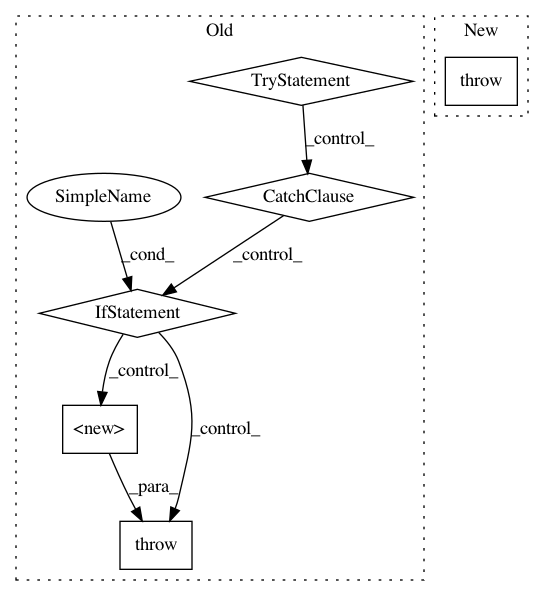 Old
New
TryStatement
throw
_control_
SimpleName
CatchClause
_cond_
_control_
IfStatement
_control_
_control_
<new>
_para_
throw